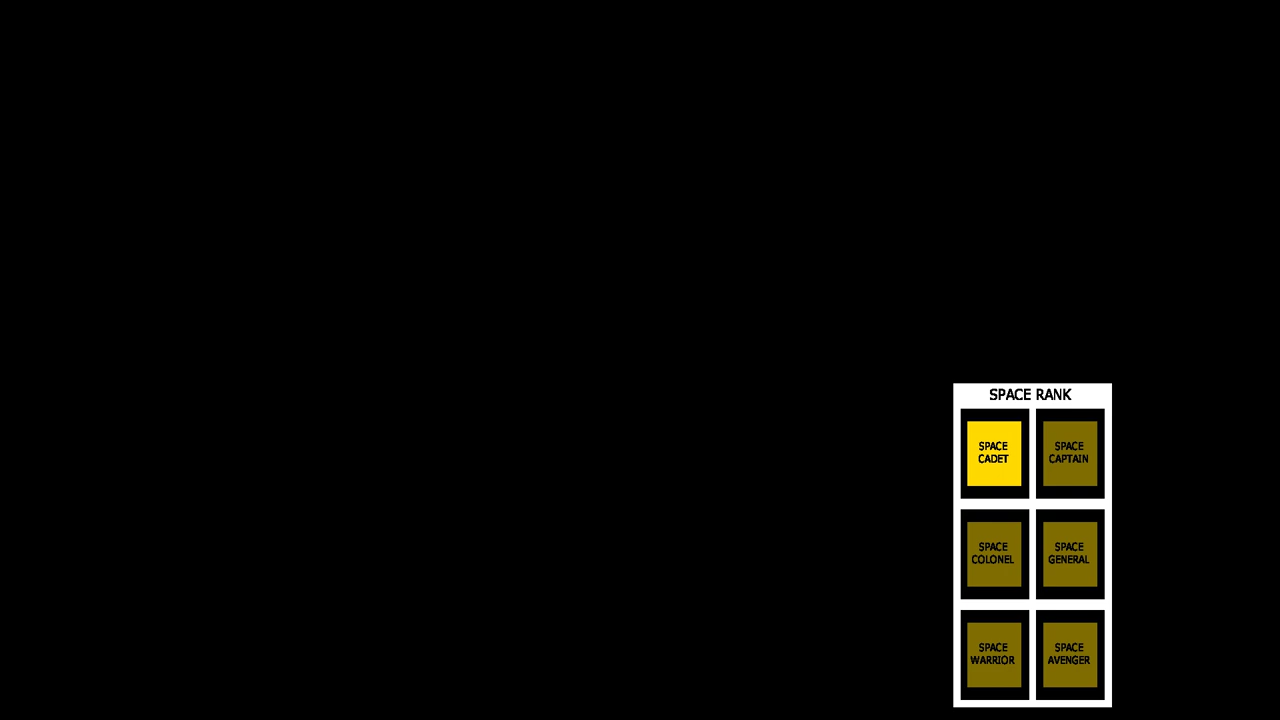 SPACE RANK
SPACE
CADET
SPACE
CAPTAIN
SPACE
COLONEL
SPACE
GENERAL
SPACE
WARRIOR
SPACE
AVENGER